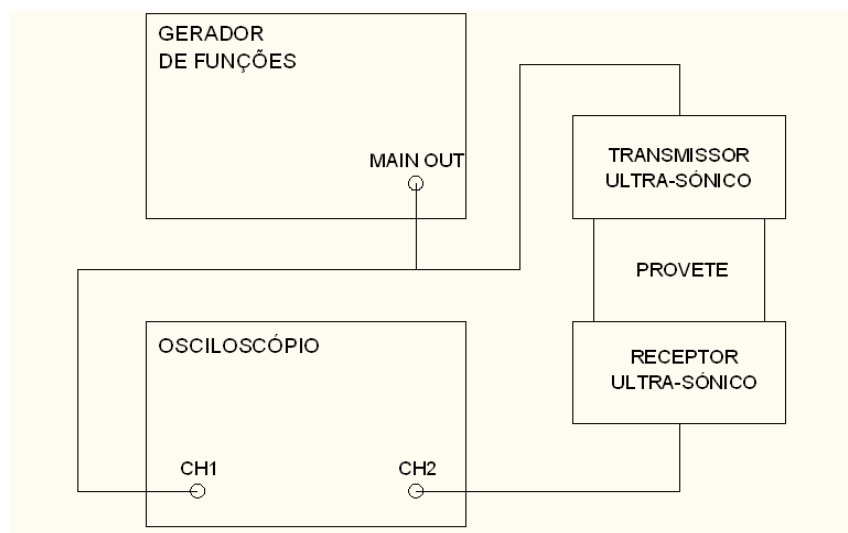 GERADOR
DE FUNÇÕES
MAIN OUT
TRANSMISSOR
ULTRA-SÓNICO
PROVETE
OSCILOSCÓPIO
RECEPTOR
ULTRA-SÓNICO
CH1
CH2